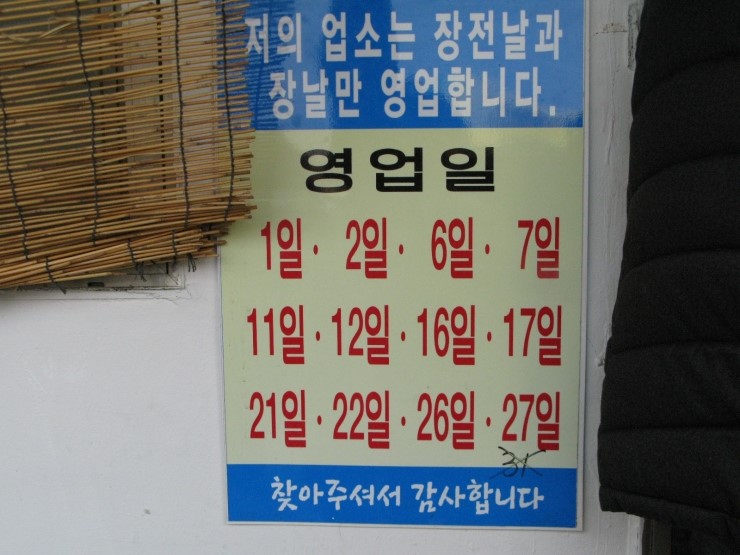 저의 업소는 장전날과
장날만 영업합니다.
영업일
1일· 2일· 6일· 7일
11일·12일·16일·17일
21일·22일·26일·27일
31
찾아주셔서 감사합니다